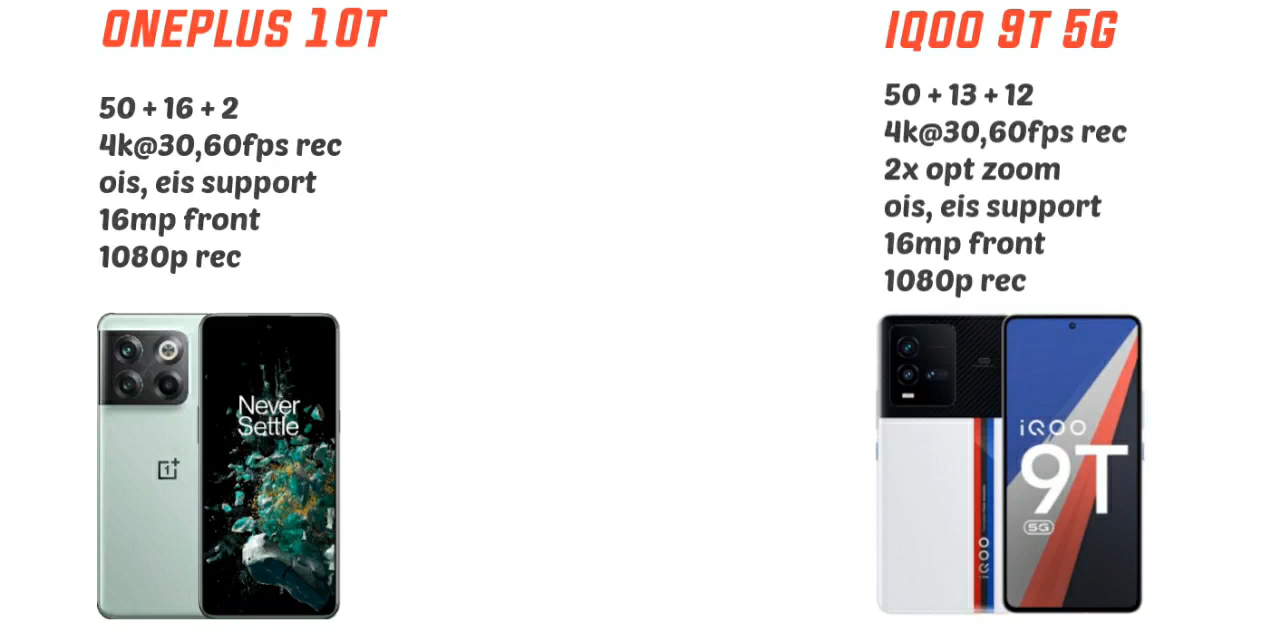 ONEPLUS 10T
50 + 16 + 2
4k@30,60fps rec
ois, eis support
16mp front
1080p rec
Never
Settle
1+
IQOO 9T 5G
50 + 13 + 12
4k@30,60fps rec
2x opt zoom
ois, eis support
16mp front
1080p rec
iQOO
9T
5G
iQOO